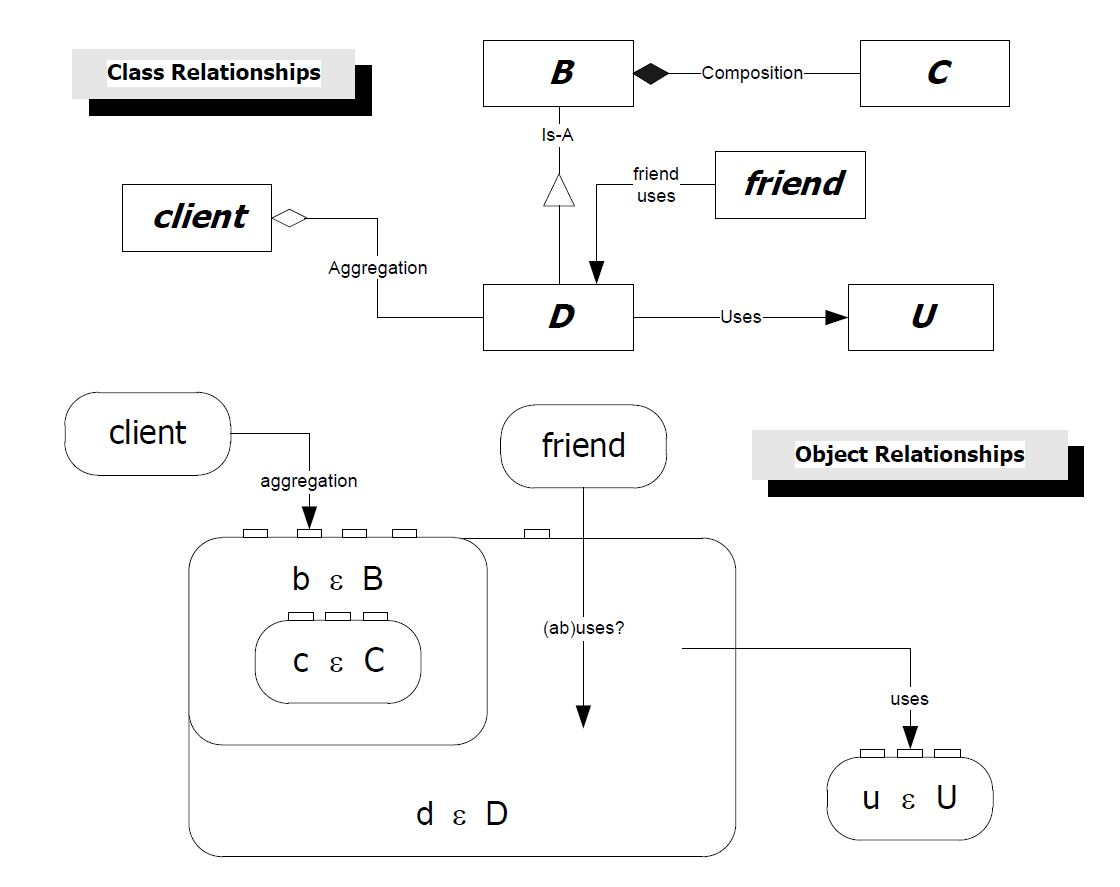 Class Relationships
B
Composition
C
Is-A
friend
uses
friend
client
Aggregation
D
Uses
U
client
friend
Object Relationships
aggregation
b ε B
(ab)uses?
c ε C
uses
u ε U
d ε D